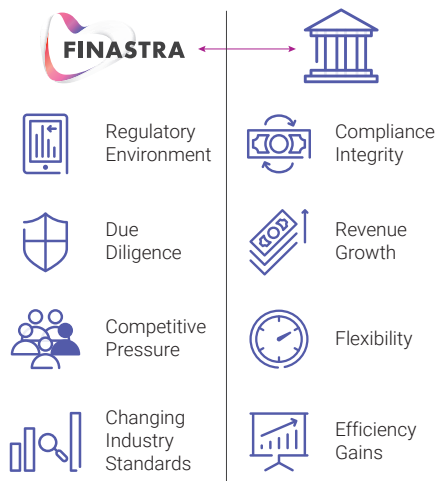 FINASTRA
Regulatory
Environment
Due
Diligence
Competitive
Pressure
Changing
Industry
Standards
Compliance
Integrity
Revenue
Growth
Flexibility
Efficiency
Gains